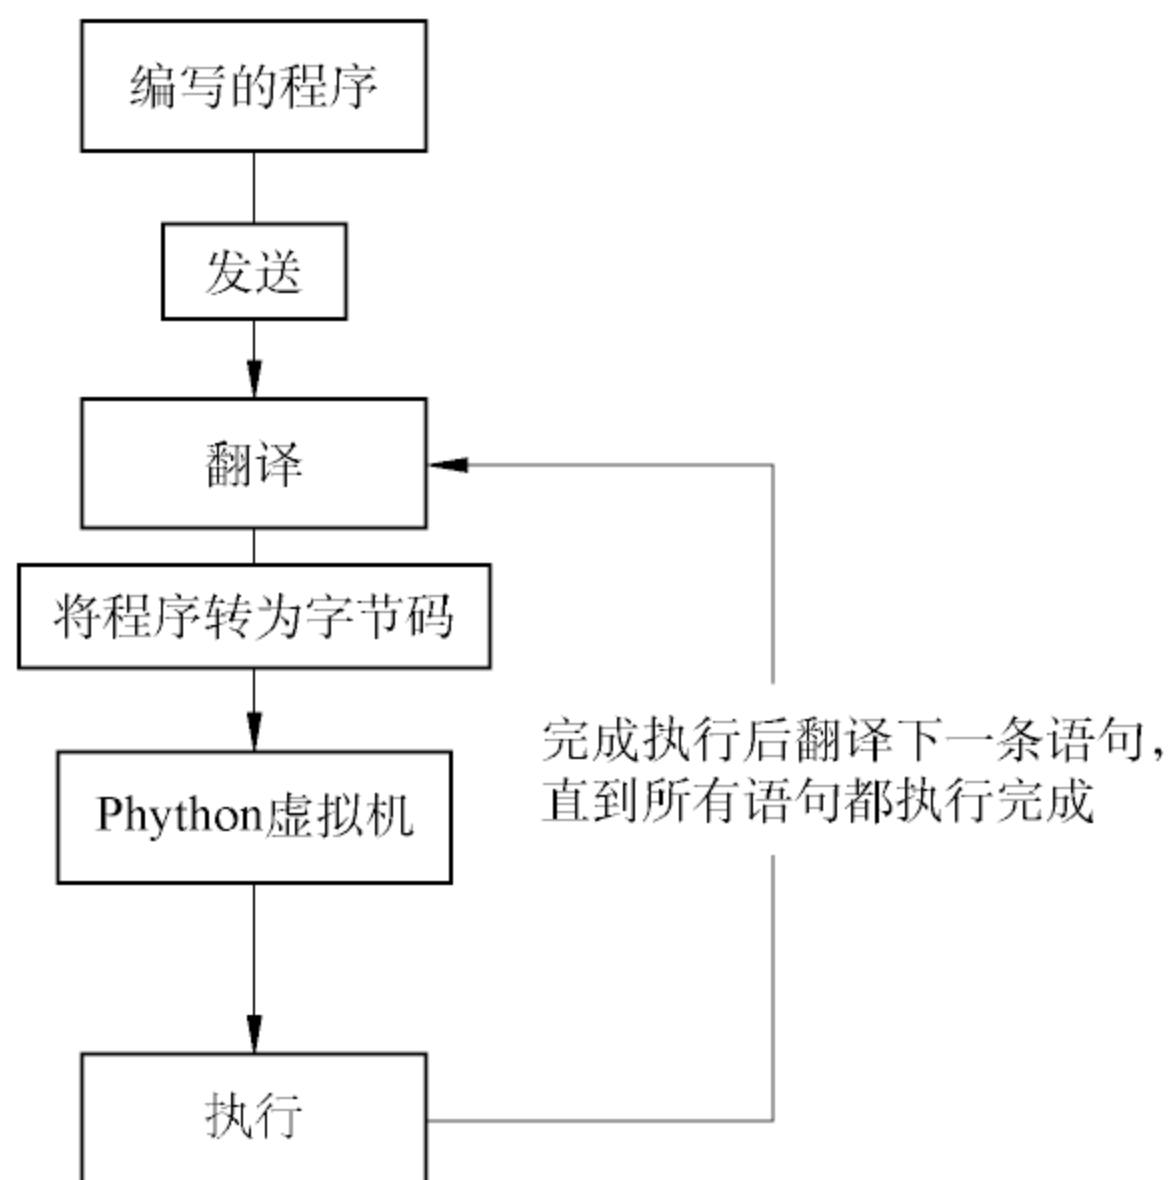 编写的程序
发送
翻译
将程序转为字节码
完成执行后翻译下一条语句，
直到所有语句都执行完成
Phython虚拟机
执行